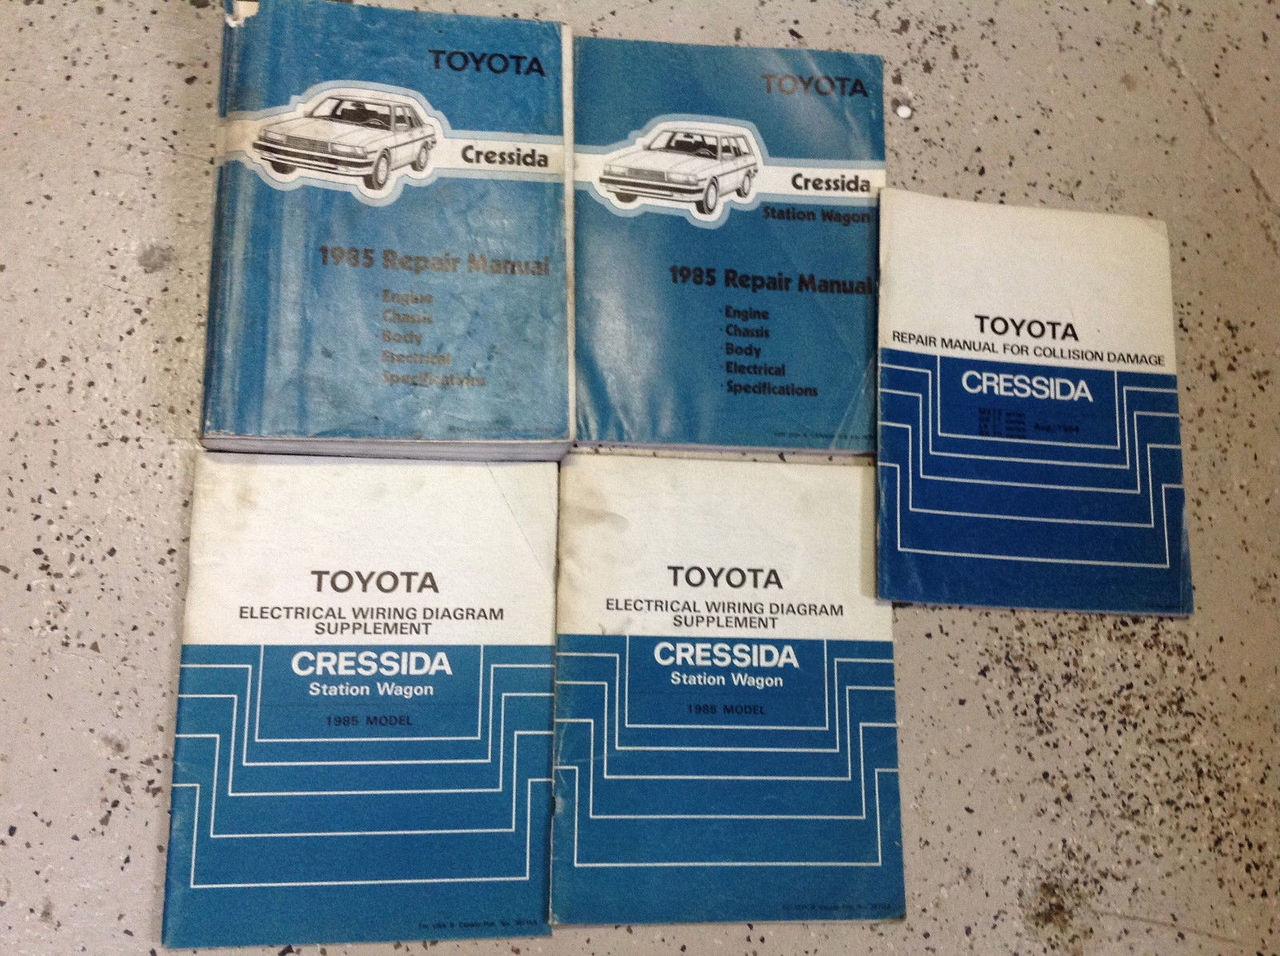 TOYOTA
Cressida
1985 Repair Manual
· Engine
· Chassis
Body
· Electrical
Specifications
TOYOTA
Cressida
Station Wagon
1985 Repair Manual
· Engine
· Chassis
Body
· Electrical
· Specifications
TOYOTA
REPAIR MANUAL FOR COLLISION DAMAGE
CRESSIDA
Aug., 1984
TOYOTA
ELECTRICAL WIRING DIAGRAM
SUPPLEMENT
CRESSIDA
Station Wagon
1985 MODEL
TOYOTA
ELECTRICAL WIRING DIAGRAM
SUPPLEMENT
CRESSIDA
Station Wagon
1985 MODEL